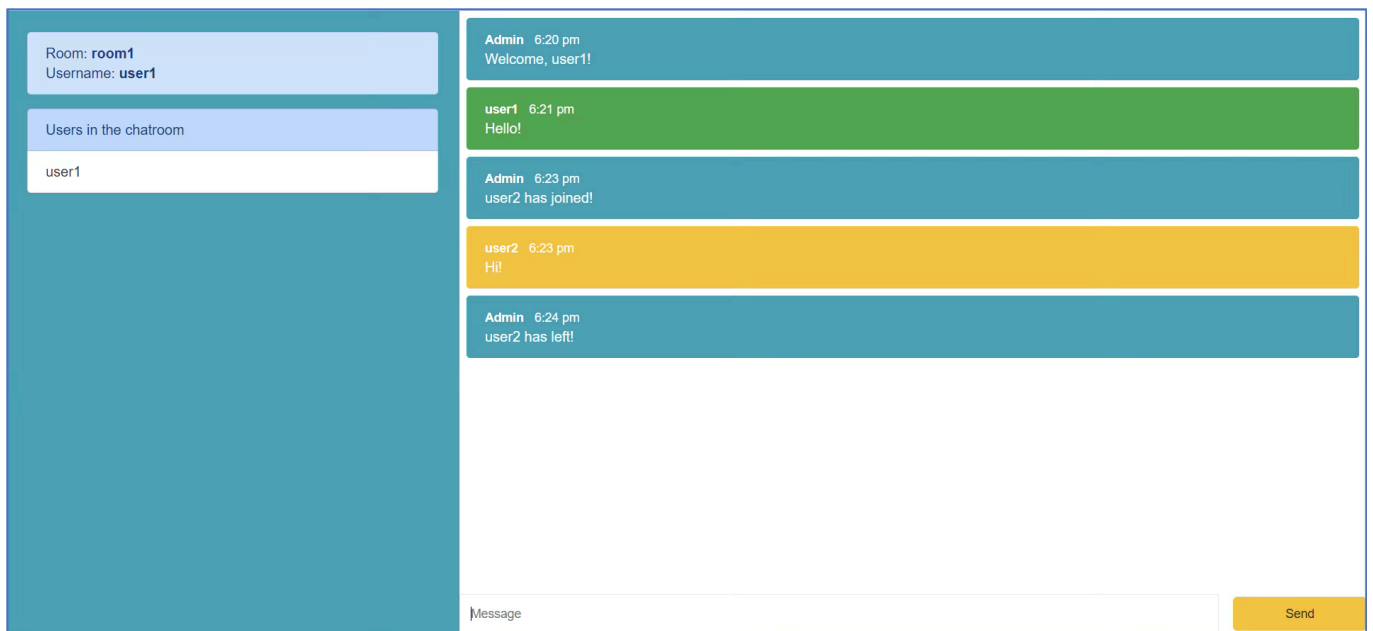 Room: room1
Username: user1
Users in the chatroom
user1
Admin 6:20 pm
Welcome, user1!
user1 6:21 pm
Hello!
Admin 6:23 pm
user2 has joined!
user2 6:23 pm
Hi!
Admin 6:24 pm
user2 has left!
Message
Send